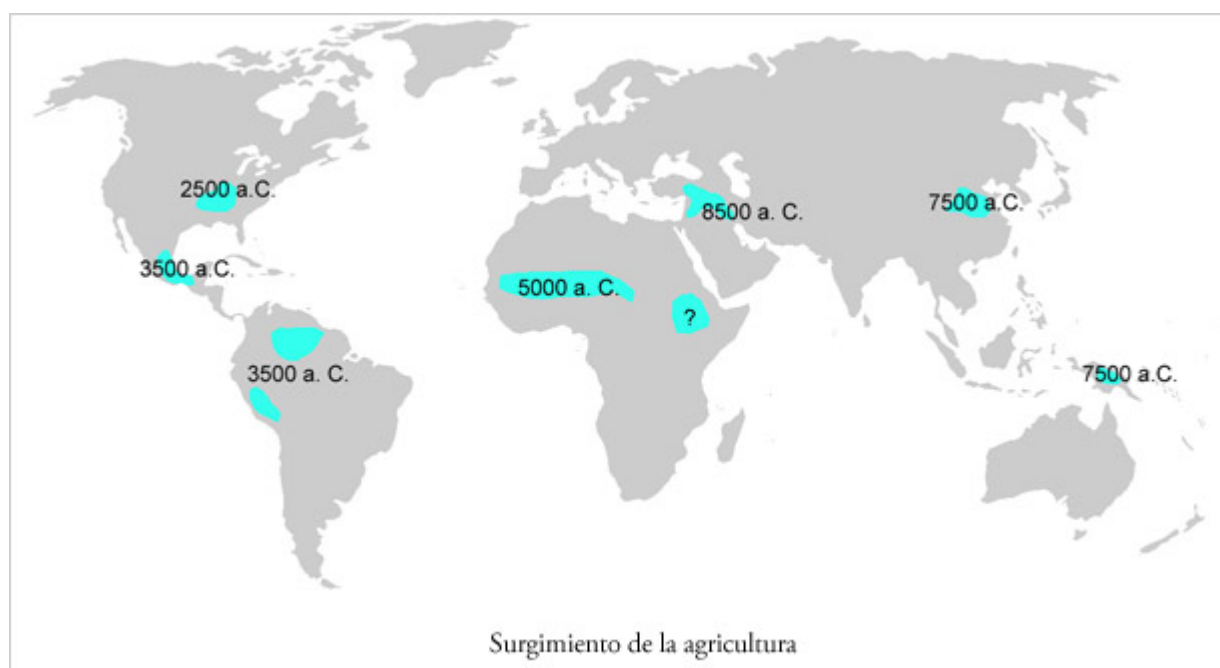 2500 a.C.
8500 a. C.
7500 a.C.
3500 a.C.
5000 a. C.
?
3500 a. C.
7500 a.C.
Surgimiento de la agricultura